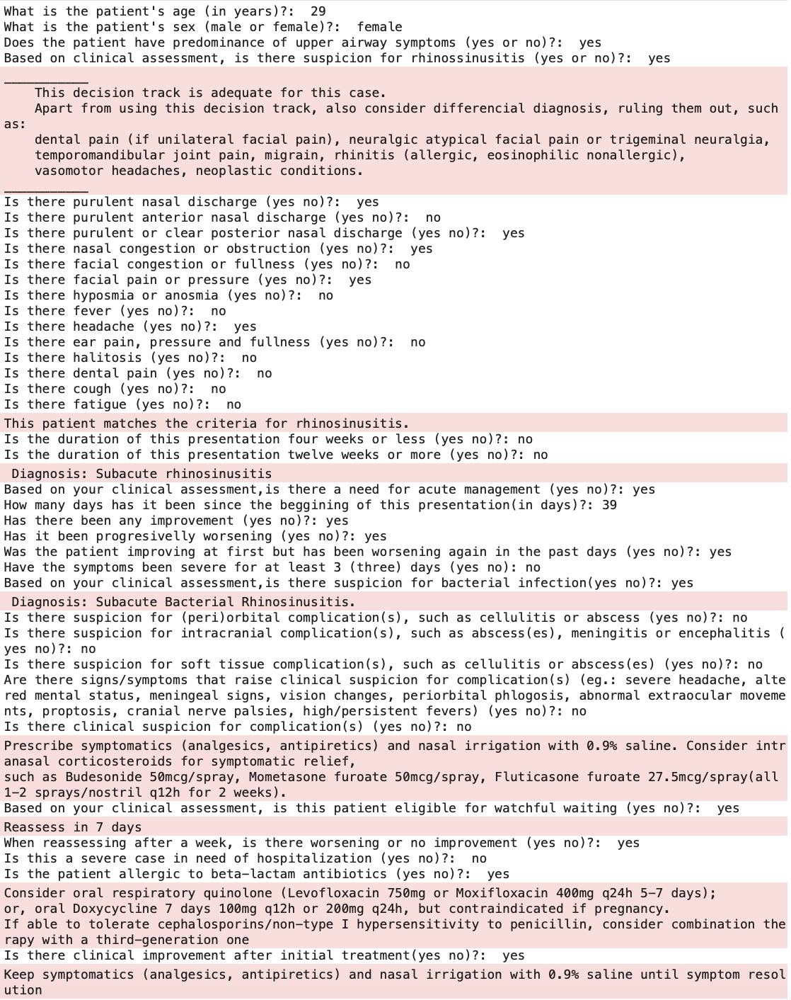 What is the patient's age (in years)?:  29
What is the patient's sex (male or female)?:  female
Does the patient have predominance of upper airway symptoms (yes or no)?:  yes
Based on clinical assessment, is there suspicion for rhinossinusitis (yes or no)?:  yes
___________
    This decision track is adequate for this case.
    Apart from using this decision track, also consider differencial diagnosis, ruling them out, such
as:
    dental pain (if unilateral facial pain), neuralgic atypical facial pain or trigeminal neuralgia,
    temporomandibular joint pain, migrain, rhinitis (allergic, eosinophilic nonallergic),
    vasomotor headaches, neoplastic conditions.
___________
Is there purulent nasal discharge (yes no)?:  yes
Is there purulent anterior nasal discharge (yes no)?:  no
Is there purulent or clear posterior nasal discharge (yes no)?:  yes
Is there nasal congestion or obstruction (yes no)?:  yes
Is there facial congestion or fullness (yes no)?:  no
Is there facial pain or pressure (yes no)?:  yes
Is there hyposmia or anosmia (yes no)?:  no
Is there fever (yes no)?:  no
Is there headache (yes no)?:  yes
Is there ear pain, pressure and fullness (yes no)?:  no
Is there halitosis (yes no)?:  no
Is there dental pain (yes no)?:  no
Is there cough (yes no)?:  no
Is there fatigue (yes no)?:  no
This patient matches the criteria for rhinosinusitis.
Is the duration of this presentation four weeks or less (yes no)?: no
Is the duration of this presentation twelve weeks or more (yes no)?: no
 Diagnosis: Subacute rhinosinusitis
Based on your clinical assessment,is there a need for acute management (yes no)?: yes
How many days has it been since the beggining of this presentation(in days)?: 39
Has there been any improvement (yes no)?: yes
Has it been progresivelly worsening (yes no)?: yes
Was the patient improving at first but has been worsening again in the past days (yes no)?: yes
Have the symptoms been severe for at least 3 (three) days (yes no): no
Based on your clinical assessment,is there suspicion for bacterial infection(yes no)?: yes
 Diagnosis: Subacute Bacterial Rhinosinusitis.
Is there suspicion for (peri)orbital complication(s), such as cellulitis or abscess (yes no)?: no
Is there suspicion for intracranial complication(s), such as abscess(es), meningitis or encephalitis (
yes no)?: no
Is there suspicion for soft tissue complication(s), such as cellulitis or abscess(es) (yes no)?: no
Are there signs/symptoms that raise clinical suspicion for complication(s) (eg.: severe headache, alte
red mental status, meningeal signs, vision changes, periorbital phlogosis, abnormal extraocular moveme
nts, proptosis, cranial nerve palsies, high/persistent fevers) (yes no)?: no
Is there clinical suspicion for complication(s) (yes no)?: no
Prescribe symptomatics (analgesics, antipiretics) and nasal irrigation with 0.9% saline. Consider intr
anasal corticosteroids for symptomatic relief,
such as Budesonide 50mcg/spray, Mometasone furoate 50mcg/spray, Fluticasone furoate 27.5mcg/spray(all
1-2 sprays/nostril q12h for 2 weeks).
Based on your clinical assessment, is this patient eligible for watchful waiting (yes no)?:  yes
Reassess in 7 days
When reassessing after a week, is there worsening or no improvement (yes no)?:  yes
Is this a severe case in need of hospitalization (yes no)?:  no
Is the patient allergic to beta-lactam antibiotics (yes no)?:  yes
Consider oral respiratory quinolone (Levofloxacin 750mg or Moxifloxacin 400mg q24h 5-7 days);
or, oral Doxycycline 7 days 100mg q12h or 200mg q24h, but contraindicated if pregnancy.
If able to tolerate cephalosporins/non-type I hypersensitivity to penicillin, consider combination the
rapy with a third-generation one
Is there clinical improvement after initial treatment(yes no)?:  yes
Keep symptomatics (analgesics, antipiretics) and nasal irrigation with 0.9% saline until symptom resol
ution